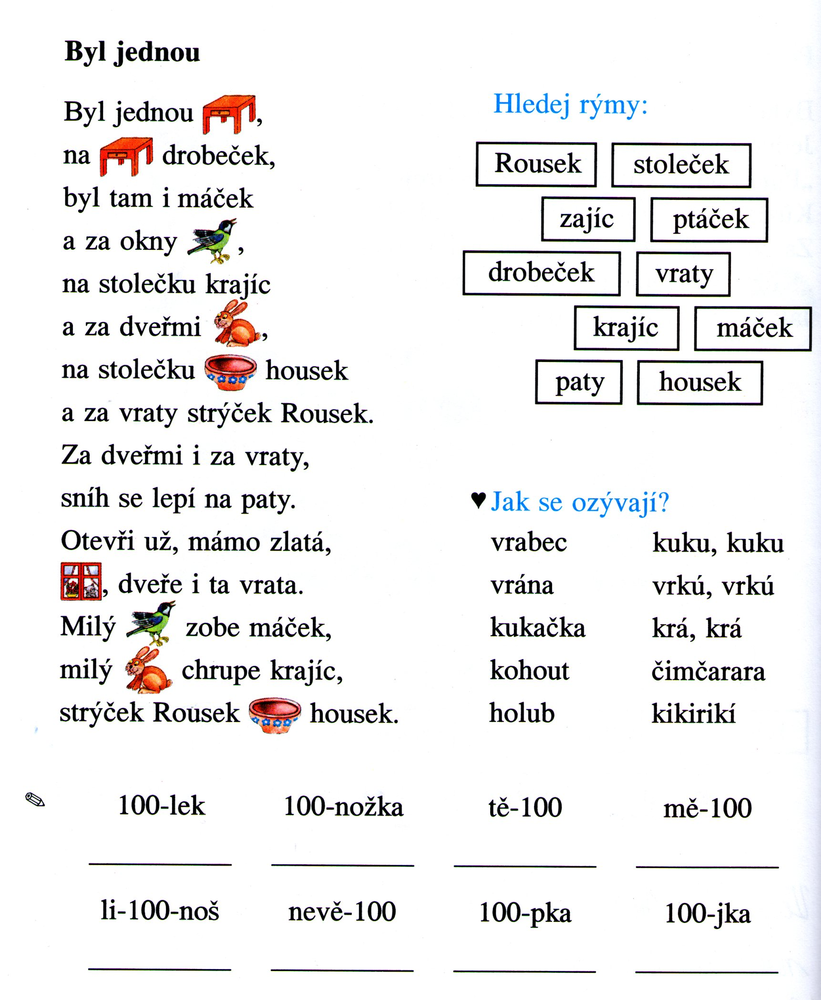 Byl jednou
Byl jednou ,
na drobeček,
byl tam i máček
a za okny ,
na stolečku krajíc
a za dveřmi ,
na stolečku housek
a za vraty strýček Rousek.
Za dveřmi i za vraty,
sníh se lepí na paty.
Otevři už, mámo zlatá,
, dveře i ta vrata.
Milý zobe máček,
milý chrupe krajíc,
strýček Rousek housek.
Hledej rýmy:
Rousek stoleček
zajíc ptáček
drobeček vraty
krajíc máček
paty housek
♥ Jak se ozývají?
vrabec kuku, kuku
vrána vrkú, vrkú
kukačka krá, krá
kohout čimčarara
holub kikirikí
100-lek 100-nožka tě-100 mě-100
li-100-noš nevě-100 100-pka 100-jka